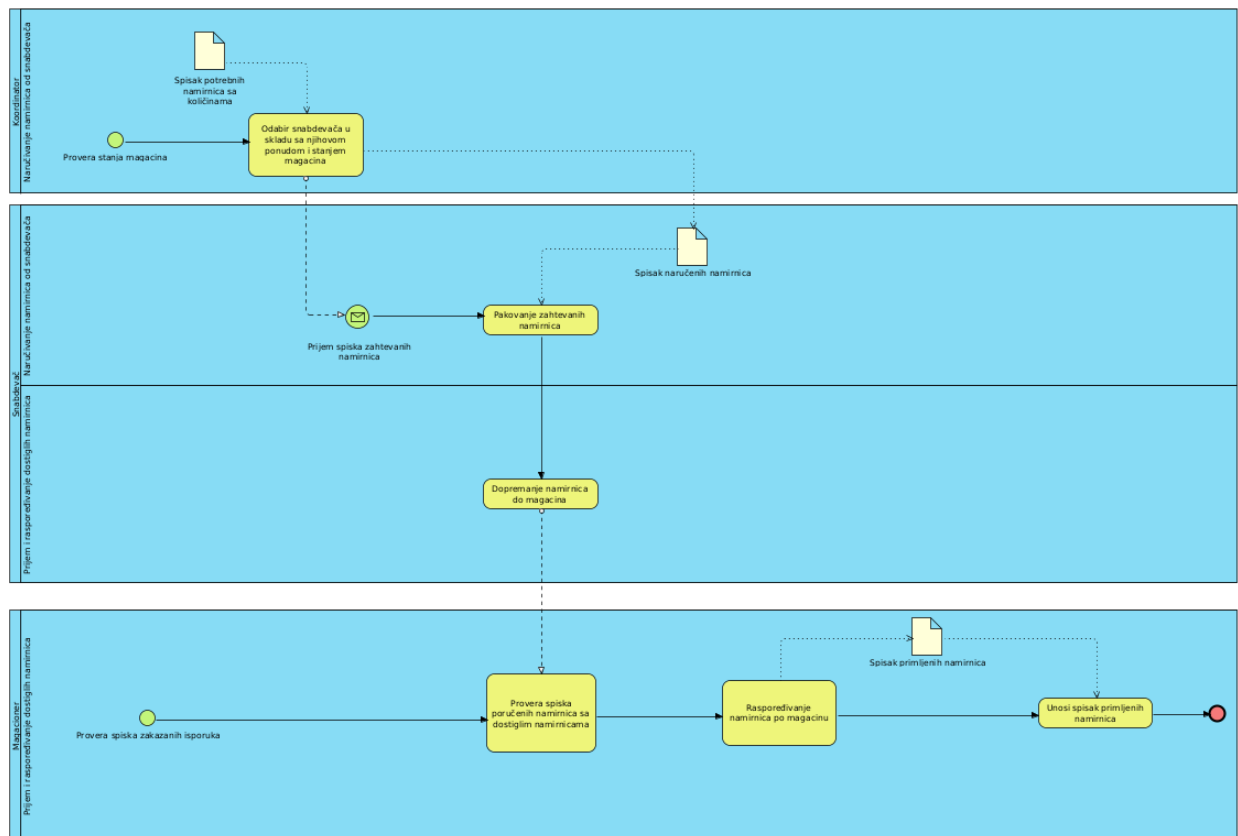 Koordinator
Naručivanje namirnica od snabdevača
Spisak potrebnih
namirnica sa
količinama
Odabir snabdevača u
skladu sa njihovom
ponudom i stanjem
magacina
Provera stanja magacina
Snabdevač
Naručivanje namirnica od snabdevača
Spisak naručenih namirnica
Pakovanje zahtevanih
namirnica
Prijem spiska zahtevanih
namirnica
Prijem i raspoređivanje dostiglih namirnica
Dopremanje namirnica
do magacina
Magacioner
Prijem i raspoređivanje dostiglih namirnica
Spisak primljenih namirnica
Provera spiska
poručenih namirnica sa
dostiglim namirnicama
Raspoređivanje
namirnica po magacinu
Unosi spisak primljenih
namirnica
Provera spiska zakazanih isporuka